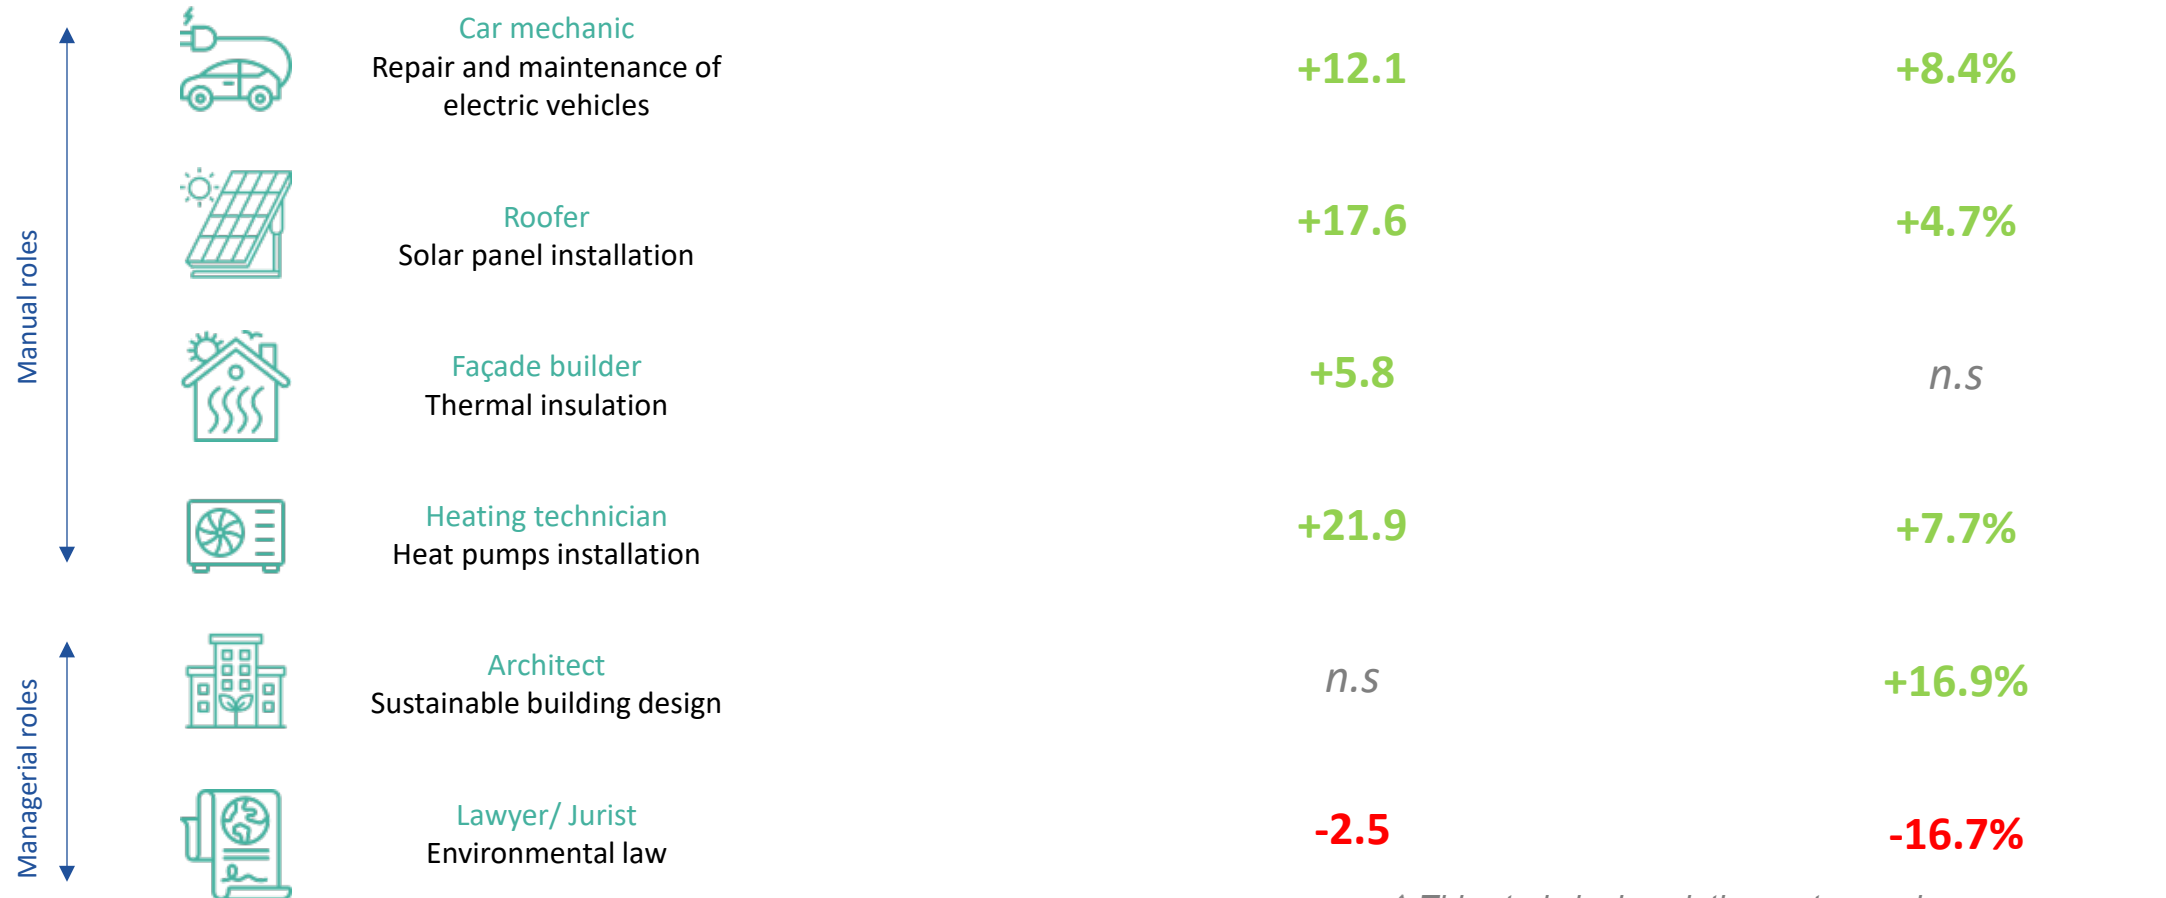 Manual roles
Car mechanic
Repair and maintenance of
electric vehicles
+12.1
+8.4%
Roofer
Solar panel installation
+17.6
+4.7%
Façade builder
Thermal insulation
+5.8
n.s
Heating technician
Heat pumps installation
+21.9
+7.7%
Managerial roles
Architect
Sustainable building design
n.s
+16.9%
Lawyer/ Jurist
Environmental law
-2.5
-16.7%